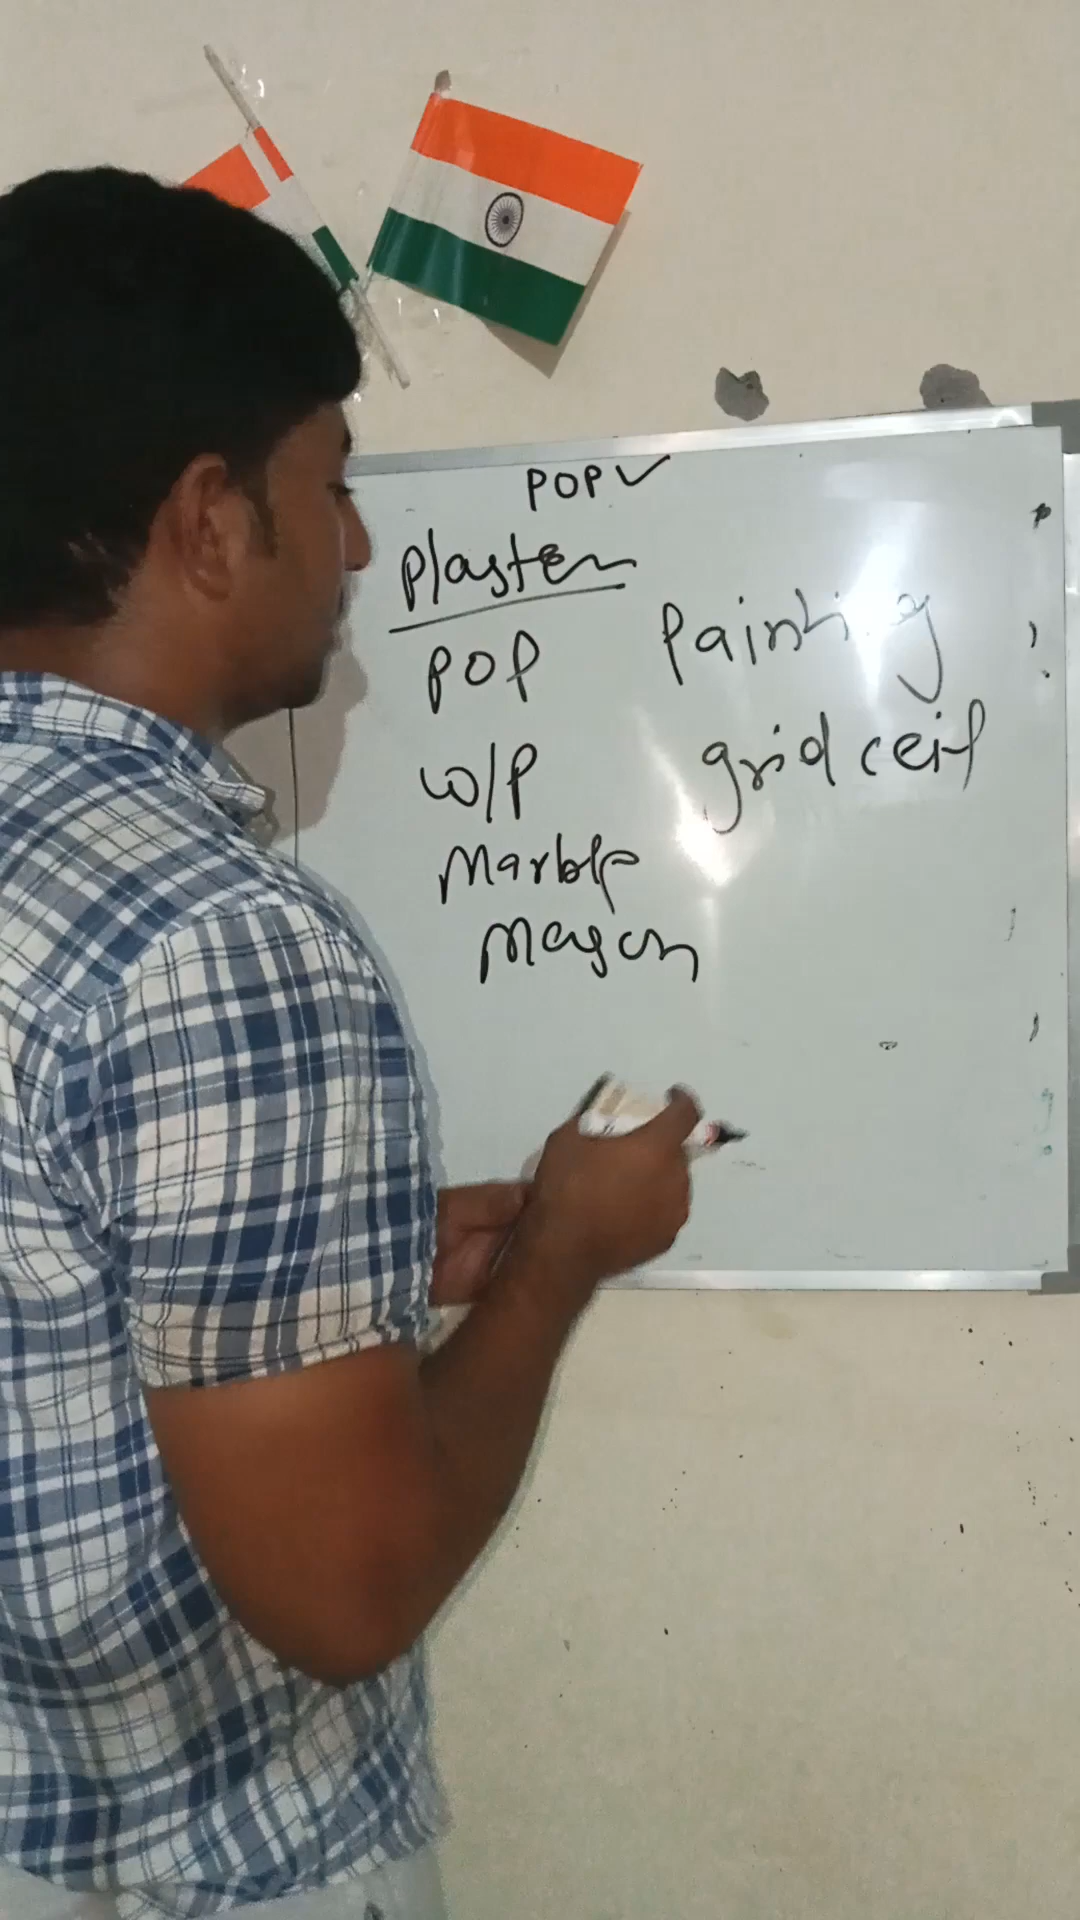 POP ✓
Plaster
POP
W/P
Marble
Mason
Painting
grid ceil